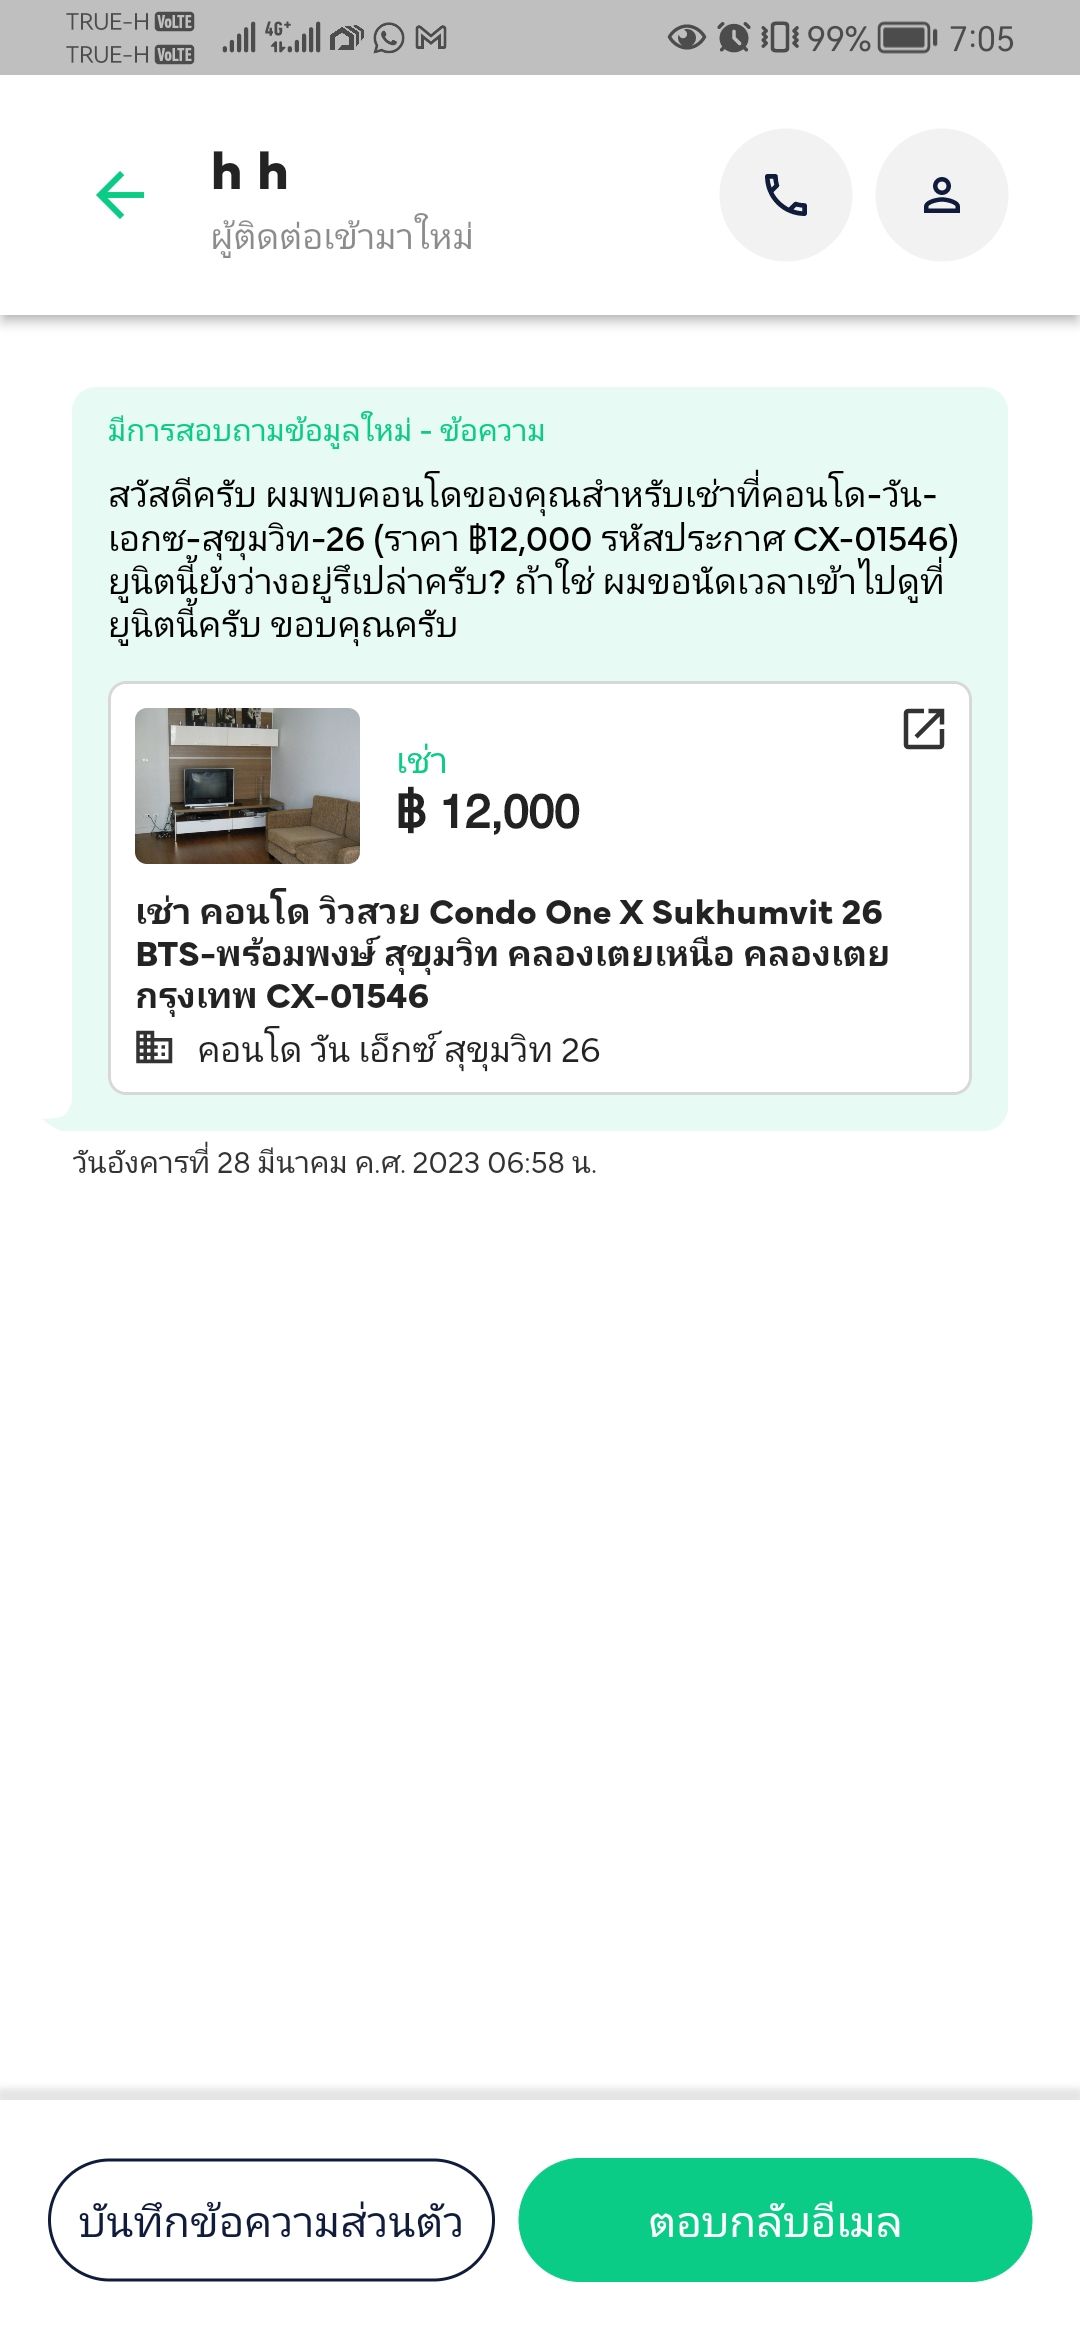 TRUE-H VoLTE
TRUE-H VoLTE
4G+
99%
7:05
h h
ผู้ติดต่อเข้ามาใหม่
มีการสอบถามข้อมูลใหม่ - ข้อความ
สวัสดีครับ ผมพบคอนโดของคุณสำหรับเช่าที่คอนโด-วัน-
เอกซ-สุขุมวิท-26 (ราคา ฿12,000 รหัสประกาศ CX-01546)
ยูนิตนี้ยังว่างอยู่รึเปล่าครับ? ถ้าใช่ ผมขอนัดเวลาเข้าไปดูที่
ยูนิตนี้ครับ ขอบคุณครับ
เช่า
฿ 12,000
เช่า คอนโด วิวสวย Condo One X Sukhumvit 26
BTS-พร้อมพงษ์ สุขุมวิท คลองเตยเหนือ คลองเตย
กรุงเทพ CX-01546
คอนโด วัน เอ็กซ์ สุขุมวิท 26
วันอังคารที่ 28 มีนาคม ค.ศ. 2023 06:58 น.
บันทึกข้อความส่วนตัว
ตอบกลับอีเมล